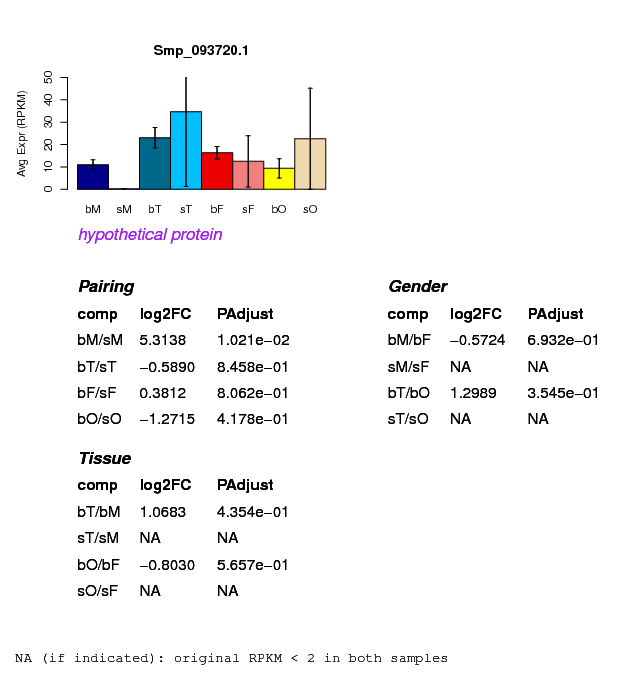 Smp_093720.1
Avg Expr (RPKM)
50
40
30
20
10
0
bM sM bT sT bF sF bO sO
hypothetical protein
Pairing
comp log2FC PAdjust
bM/sM 5.3138 1.021e−02
bT/sT −0.5890 8.458e−01
bF/sF 0.3812 8.062e−01
bO/sO −1.2715 4.178e−01
Gender
comp log2FC PAdjust
bM/bF −0.5724 6.932e−01
sM/sF NA NA
bT/bO 1.2989 3.545e−01
sT/sO NA NA
Tissue
comp log2FC PAdjust
bT/bM 1.0683 4.354e−01
sT/sM NA NA
bO/bF −0.8030 5.657e−01
sO/sF NA NA
NA (if indicated): original RPKM < 2 in both samples